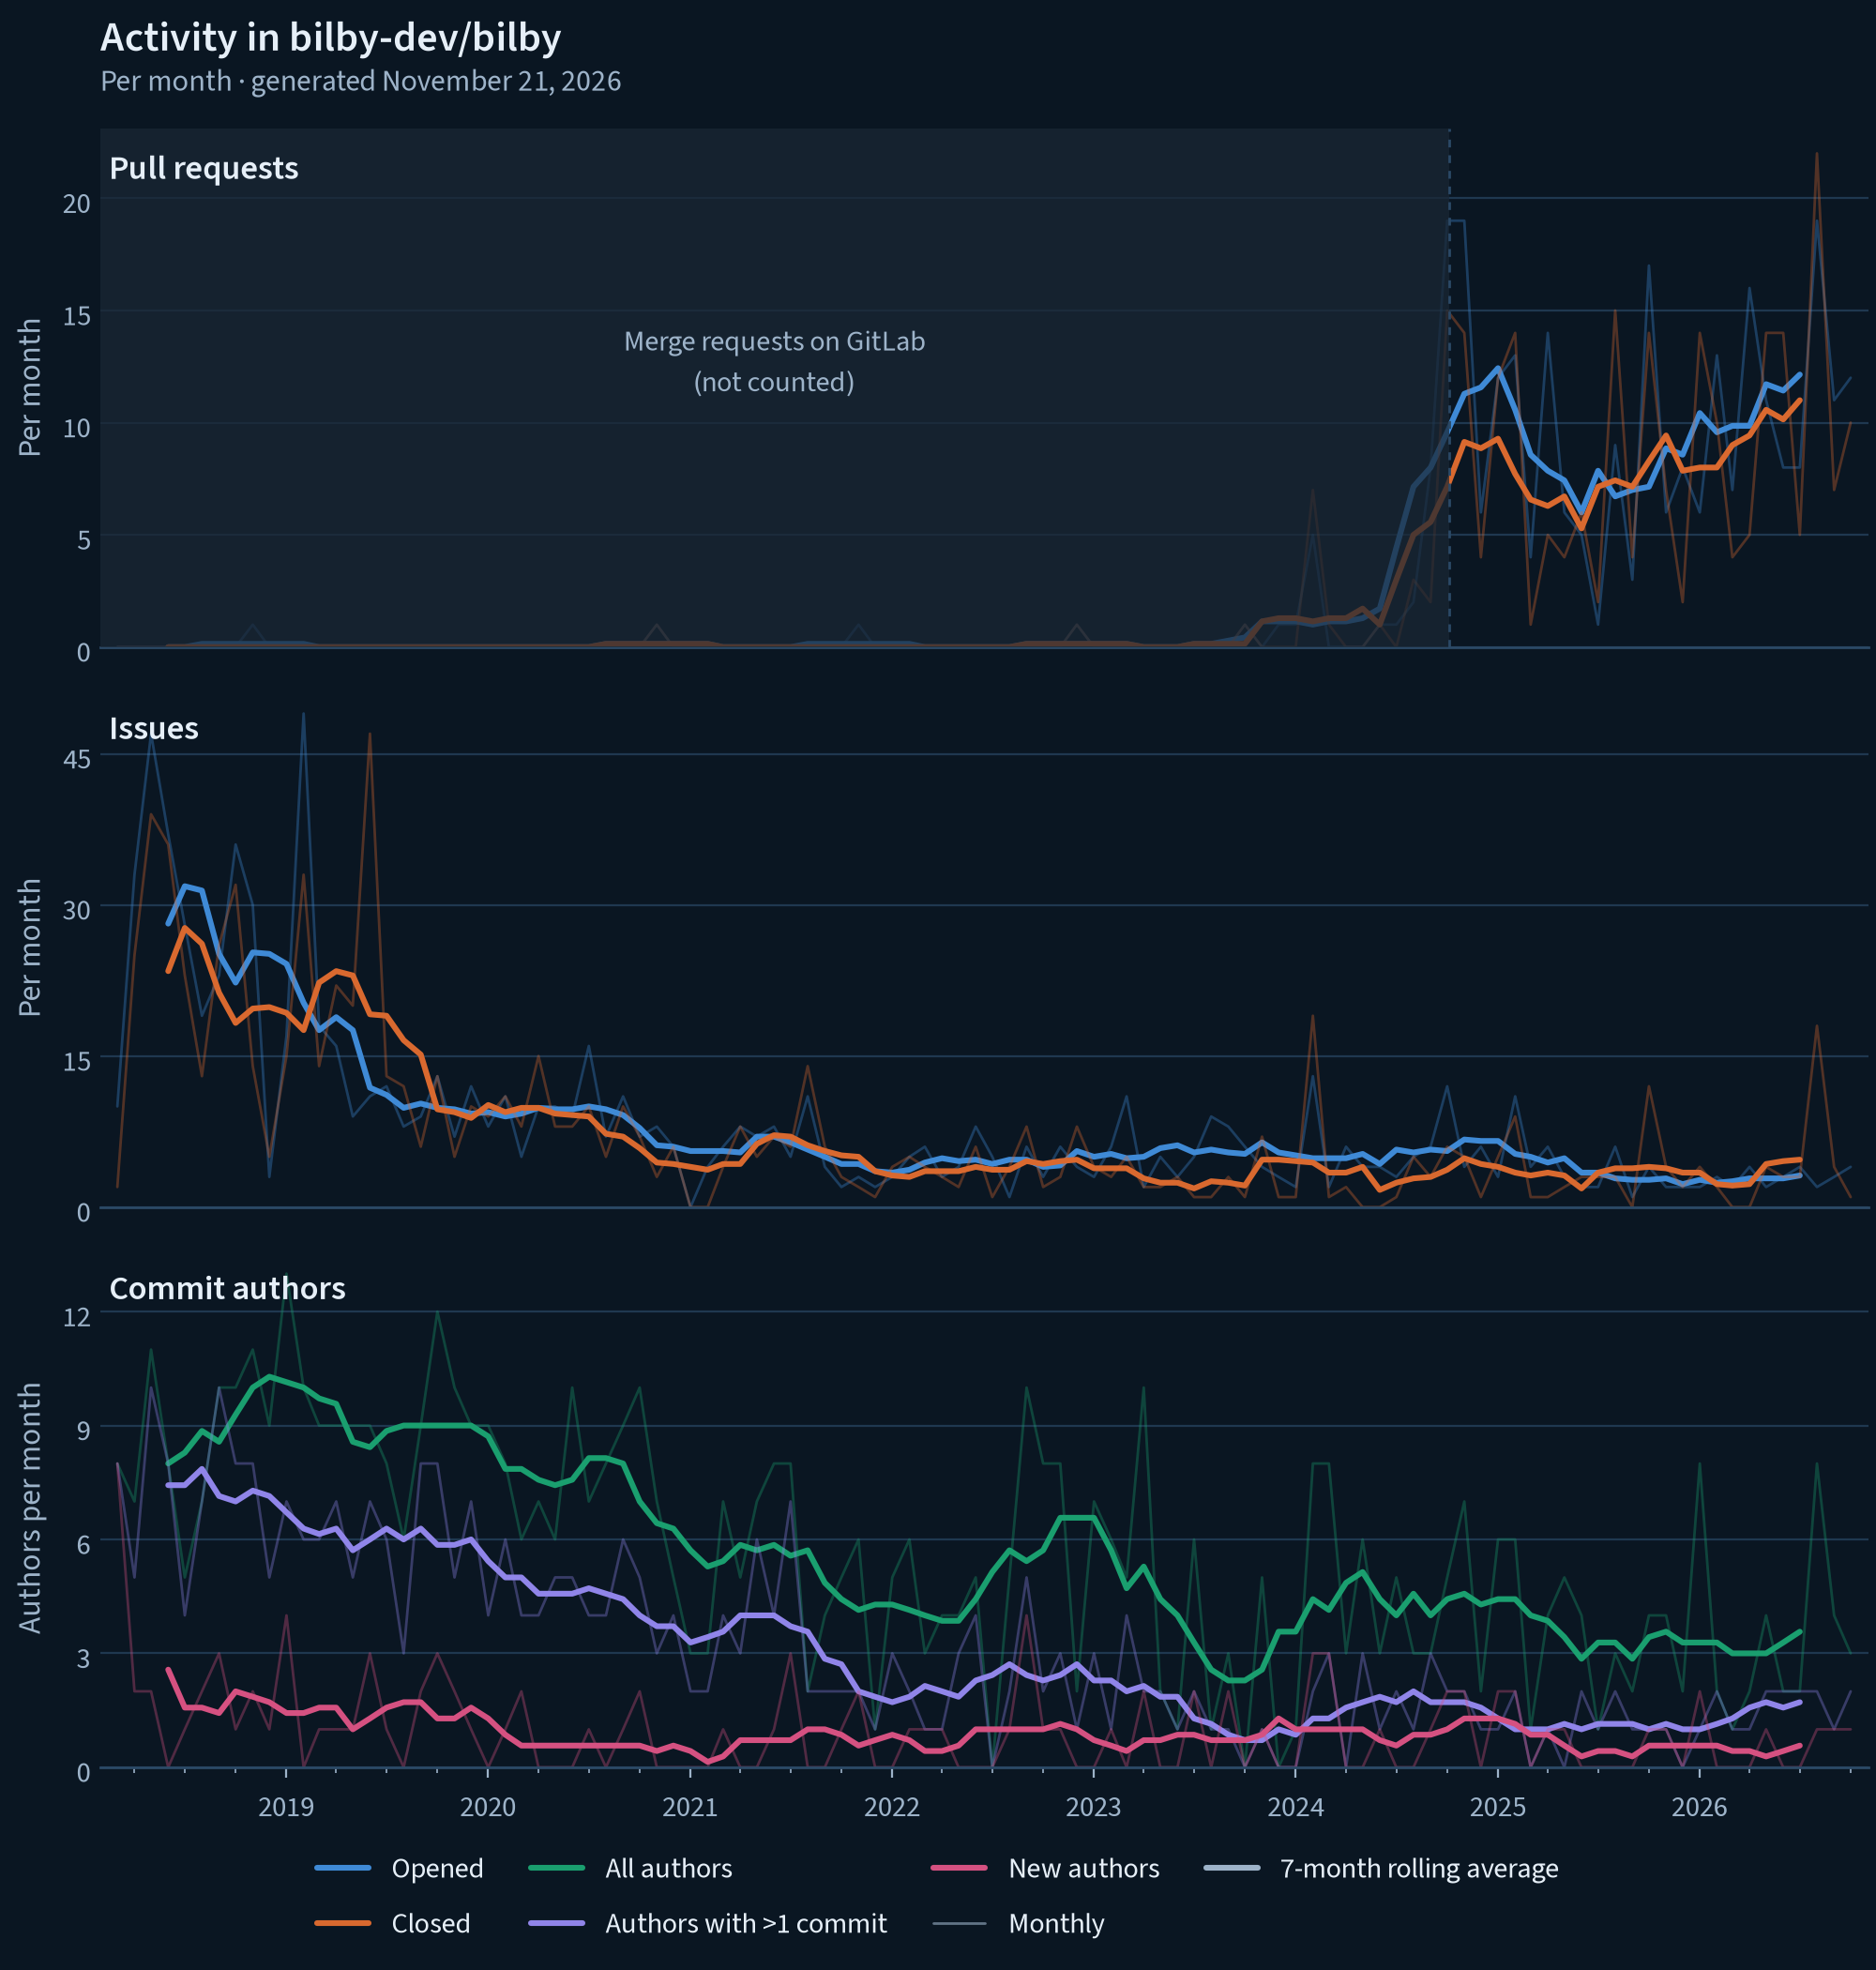 Activity in bilby-dev/bilby
Per month · generated November 21, 2026
Pull requests
20
15
10
5
0
Per month
Merge requests on GitLab
(not counted)
Issues
45
30
15
0
Per month
Commit authors
12
9
6
3
0
Authors per month
2019 2020 2021 2022 2023 2024 2025 2026
Opened All authors New authors 7-month rolling average
Closed Authors with >1 commit Monthly